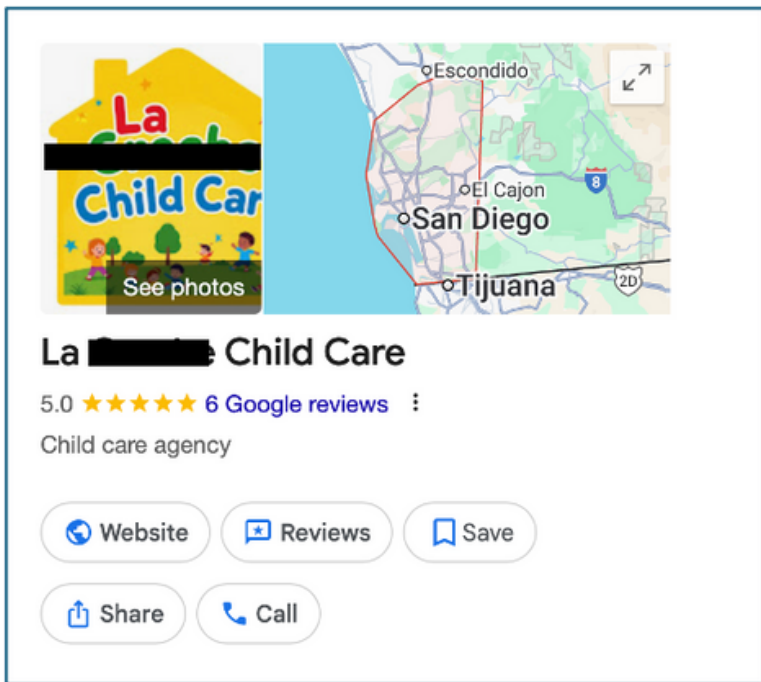 La
Child Car
See photos
Escondido
8
El Cajon
San Diego
Tijuana
2D
La Child Care
5.0 ★★★★★ 6 Google reviews
Child care agency
Website Reviews Save
Share Call